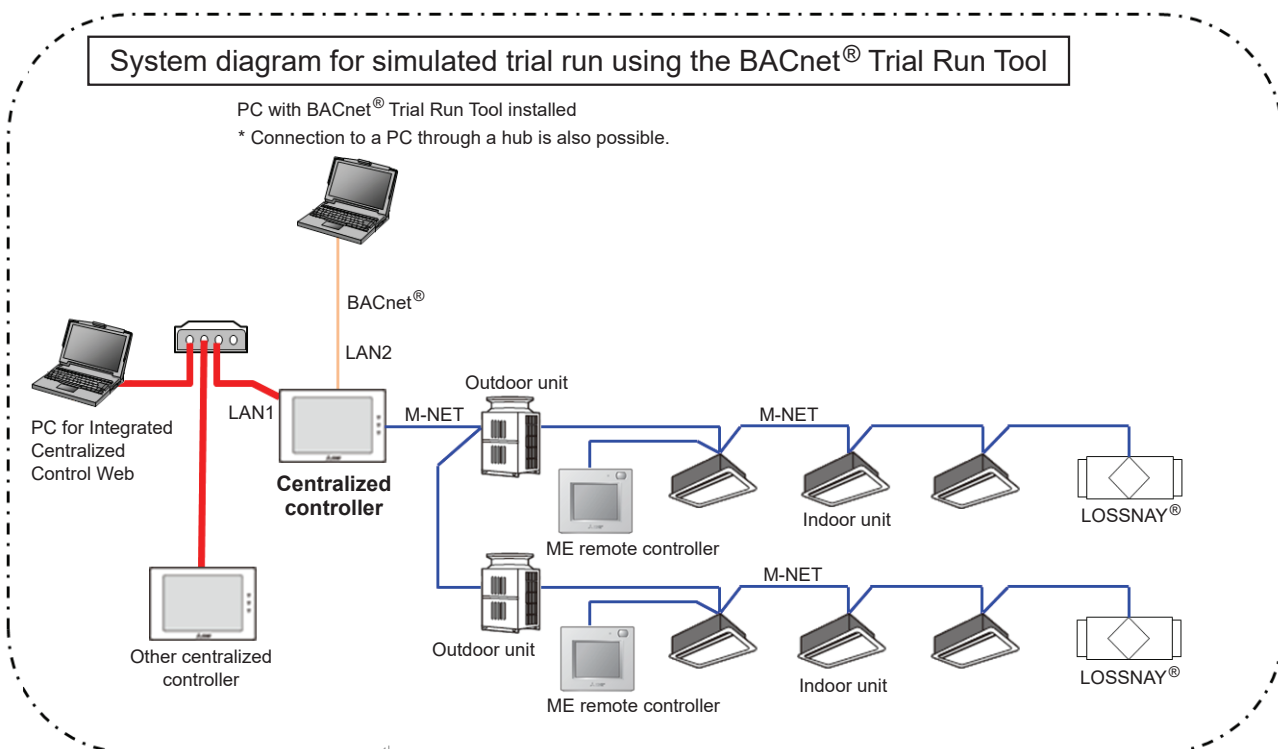 System diagram for simulated trial run using the BACnet® Trial Run Tool
PC with BACnet® Trial Run Tool installed
* Connection to a PC through a hub is also possible.
BACnet®
LAN2
Outdoor unit
LAN1
M-NET
M-NET
PC for Integrated
Centralized
Control Web
Centralized
controller
Indoor unit
LOSSNAY®
ME remote controller
M-NET
Other centralized
controller
Outdoor unit
Indoor unit
LOSSNAY®
ME remote controller